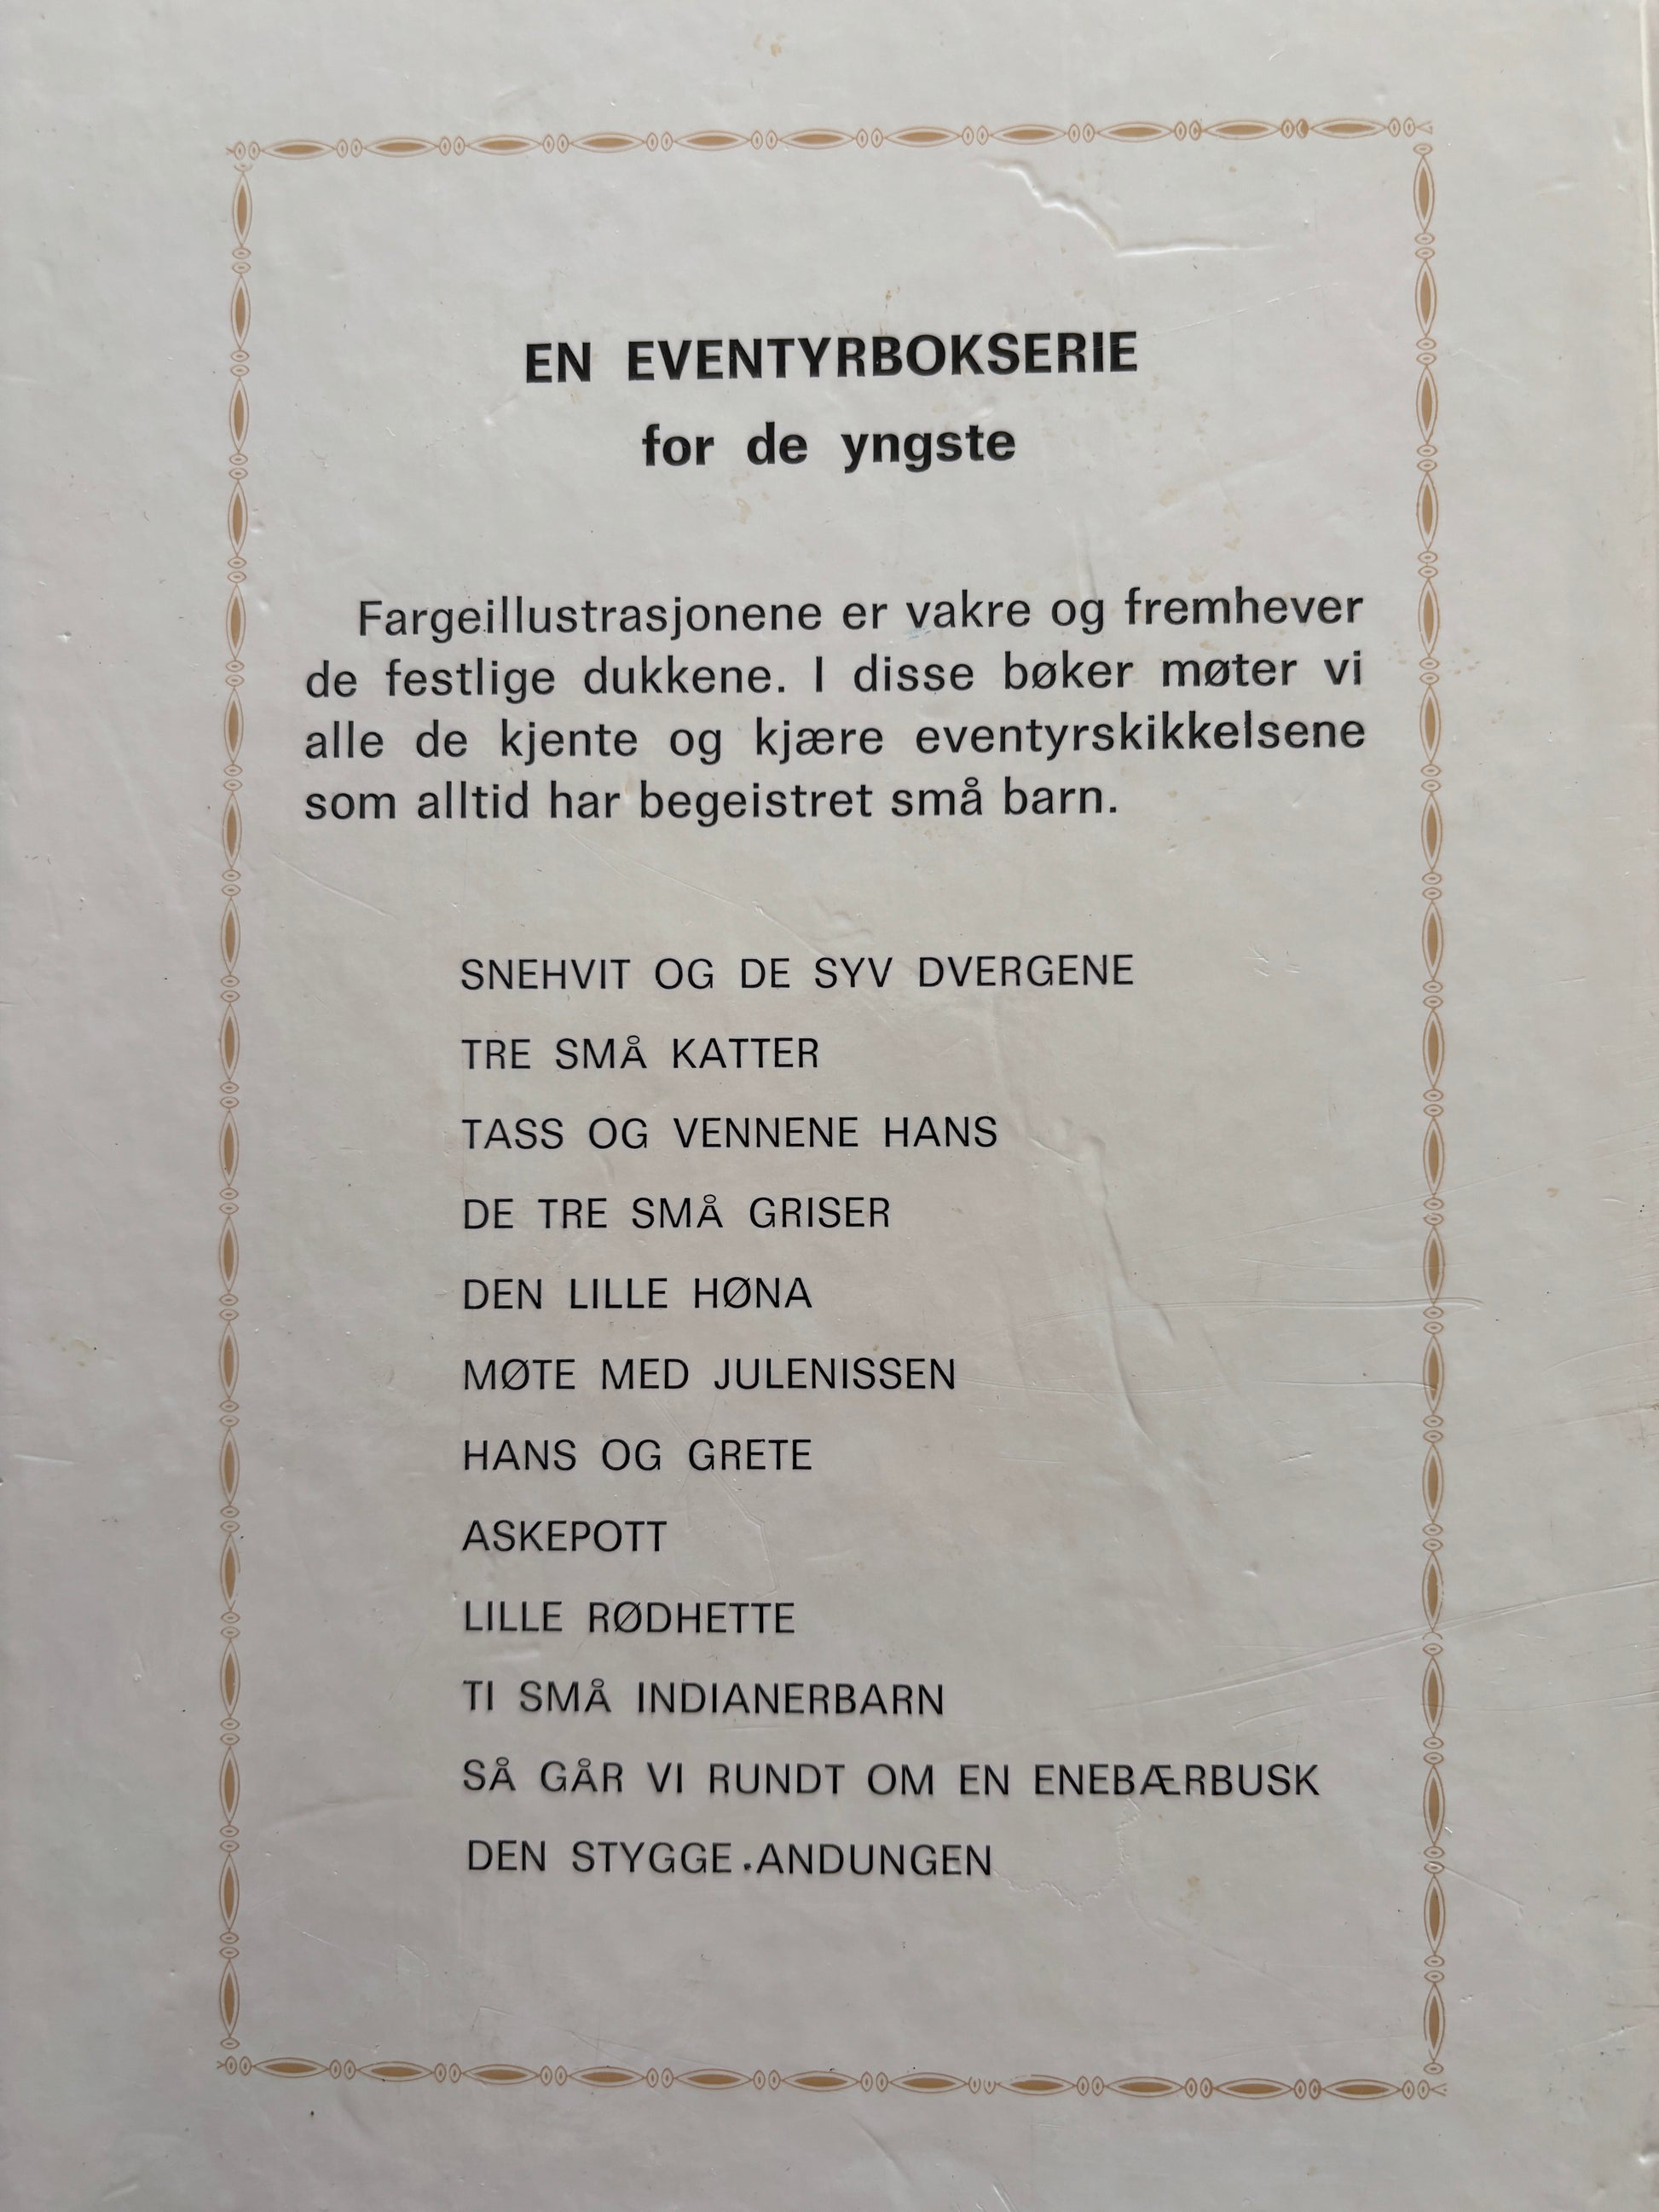 EN EVENTYRBOKSERIE
for de yngste
Fargeillustrasjonene er vakre og fremhever
de festlige dukkene. I disse bøker møter vi
alle de kjente og kjære eventyrskikkelsene
som alltid har begeistret små barn.
SNEHVIT OG DE SYV DVERGENE
TRE SMÅ KATTER
TASS OG VENNENE HANS
DE TRE SMÅ GRISER
DEN LILLE HØNA
MØTE MED JULENISSEN
HANS OG GRETE
ASKEPOTT
LILLE RØDHETTE
TI SMÅ INDIANERBARN
SÅ GÅR VI RUNDT OM EN ENEBÆRBUSK
DEN STYGGE ANDUNGEN